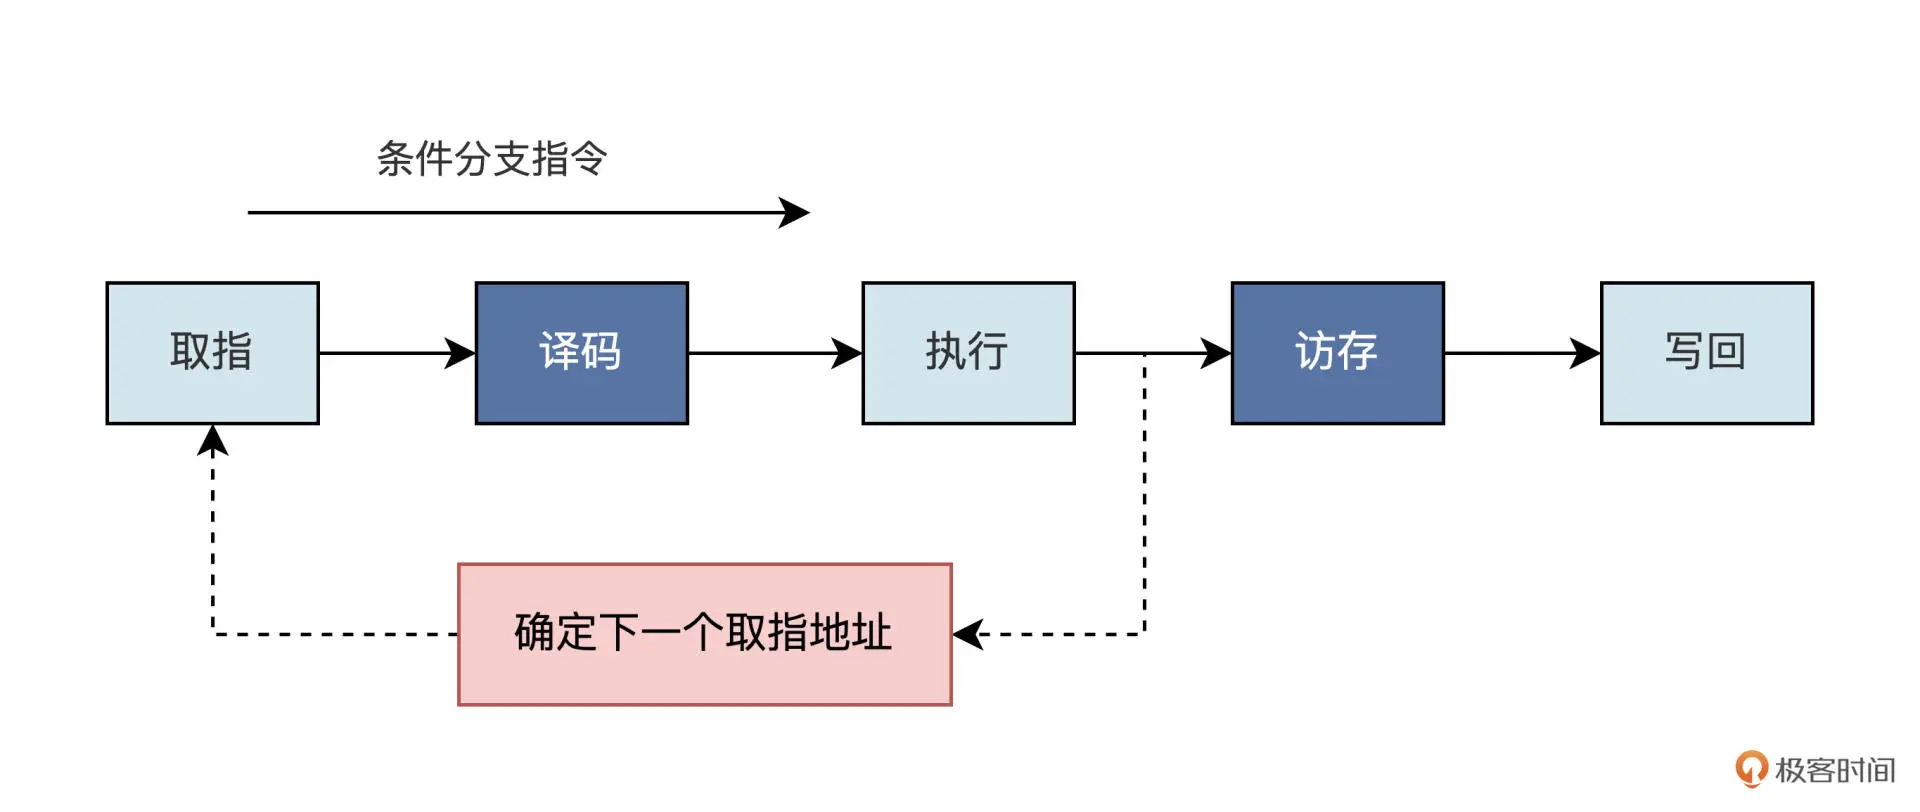 条件分支指令
取指
译码
执行
访存
写回
确定下一个取指地址
极客时间